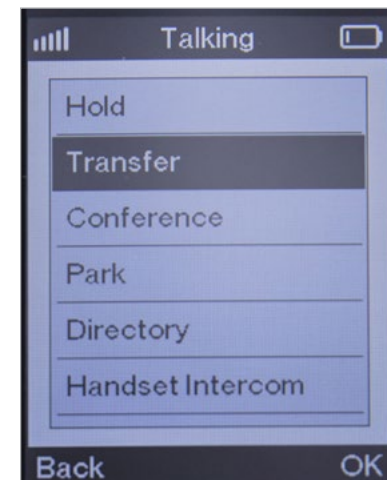 Talking
Hold
Transfer
Conference
Park
Directory
Handset Intercom
Back OK